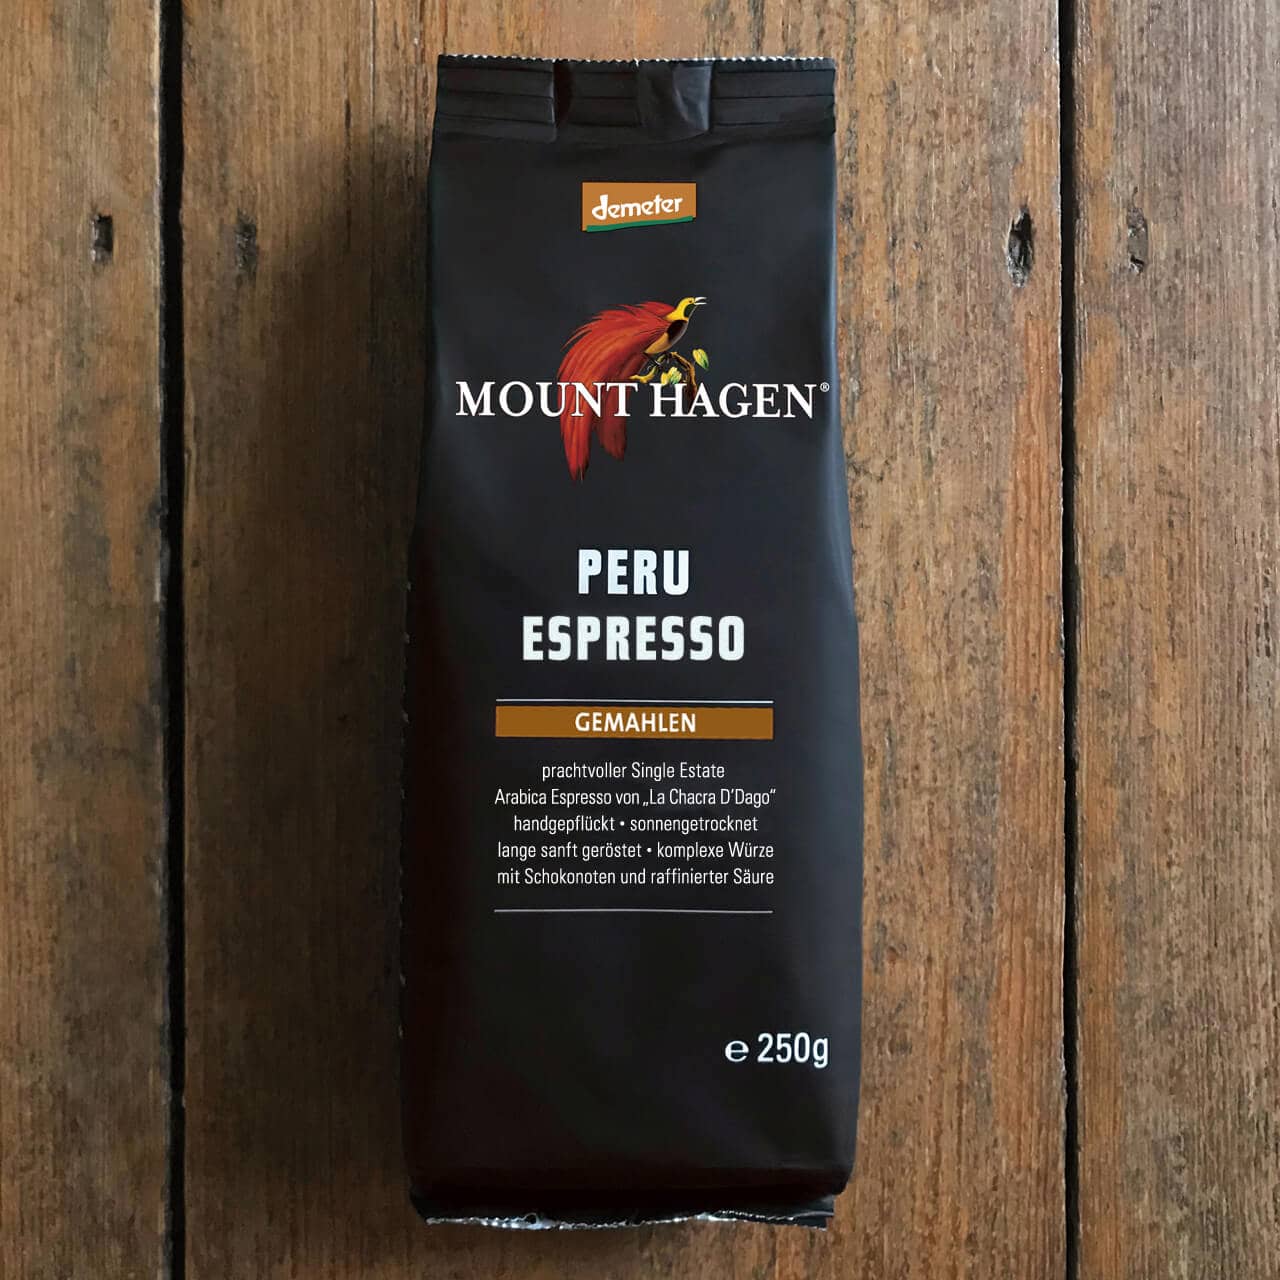 demeter
MOUNT HAGEN®
PERU
ESPRESSO
GEMAHLEN
prachtvoller Single Estate
Arabica Espresso von „La Chacra D'Dago“
handgepflückt • sonnengetrocknet
lange sanft geröstet • komplexe Würze
mit Schokonoten und raffinierter Säure
℮ 250g